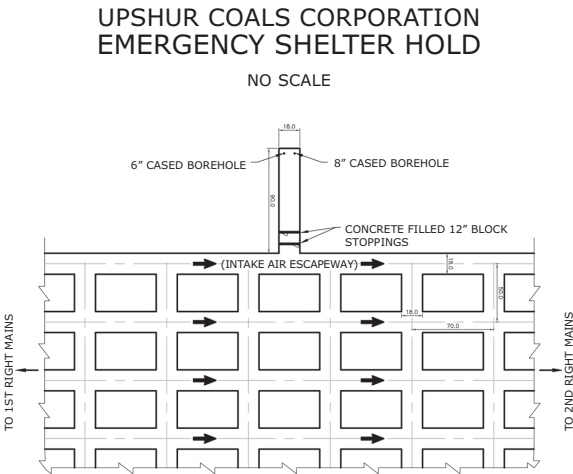 UPSHUR COALS CORPORATION
EMERGENCY SHELTER HOLD
NO SCALE
18.0
6" CASED BOREHOLE
8" CASED BOREHOLE
90.0
CONCRETE FILLED 12" BLOCK
STOPPINGS
(INTAKE AIR ESCAPEWAY)
18.0
50.0
18.0
70.0
TO 1ST RIGHT MAINS
TO 2ND RIGHT MAINS